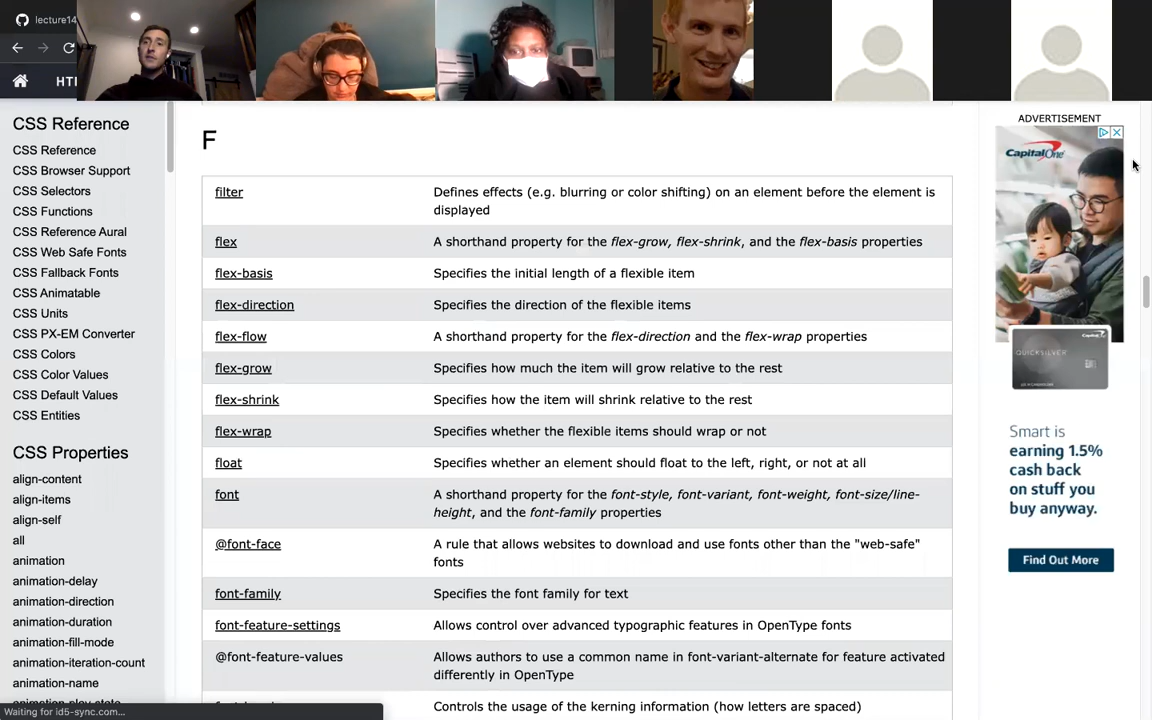 lecture14
HT
CSS Reference
CSS Reference
CSS Browser Support
CSS Selectors
CSS Functions
CSS Reference Aural
CSS Web Safe Fonts
CSS Fallback Fonts
CSS Animatable
CSS Units
CSS PX-EM Converter
CSS Colors
CSS Color Values
CSS Default Values
CSS Entities
CSS Properties
align-content
align-items
align-self
all
animation
animation-delay
animation-direction
animation-duration
animation-fill-mode
animation-iteration-count
animation-name
animation-play-state
Waiting for id5-sync.com...
F
filter Defines effects (e.g. blurring or color shifting) on an element before the element is
displayed
flex A shorthand property for the flex-grow, flex-shrink, and the flex-basis properties
flex-basis Specifies the initial length of a flexible item
flex-direction Specifies the direction of the flexible items
flex-flow A shorthand property for the flex-direction and the flex-wrap properties
flex-grow Specifies how much the item will grow relative to the rest
flex-shrink Specifies how the item will shrink relative to the rest
flex-wrap Specifies whether the flexible items should wrap or not
float Specifies whether an element should float to the left, right, or not at all
font A shorthand property for the font-style, font-variant, font-weight, font-size/line-
height, and the font-family properties
@font-face A rule that allows websites to download and use fonts other than the "web-safe"
fonts
font-family Specifies the font family for text
font-feature-settings Allows control over advanced typographic features in OpenType fonts
@font-feature-values Allows authors to use a common name in font-variant-alternate for feature activated
differently in OpenType
Controls the usage of the kerning information (how letters are spaced)
ADVERTISEMENT
Capital One
QUICKSILVER
Smart is
earning 1.5%
cash back
on stuff you
buy anyway.
Find Out More